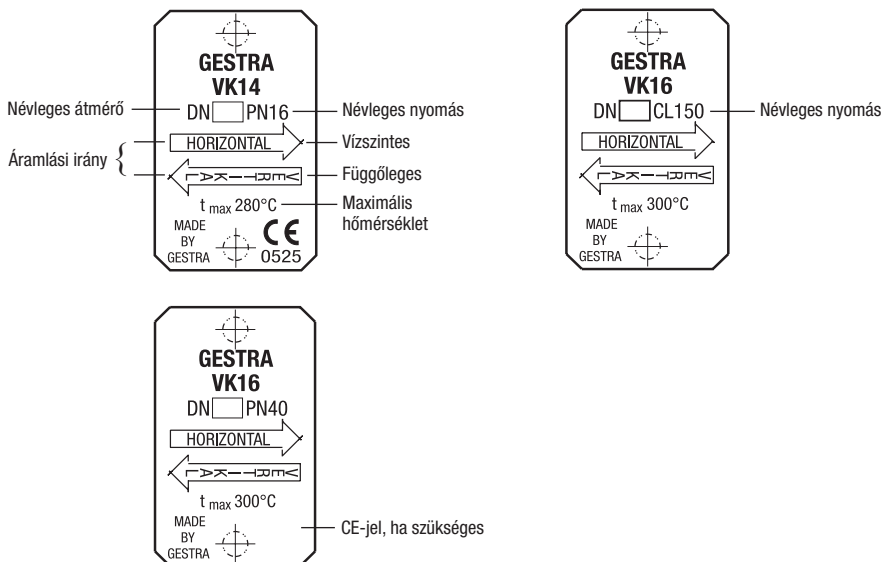 GESTRA
VK14
Névleges átmérő
DN PN16
Névleges nyomás
Áramlási irány
HORIZONTAL
Vízszintes
VERTIKAL
Függőleges
t max 280°C
Maximális
hőmérséklet
MADE
BY
GESTRA
CE
0525
GESTRA
VK16
DN CL150
Névleges nyomás
HORIZONTAL
VERTIKAL
t max 300°C
MADE
BY
GESTRA
GESTRA
VK16
DN PN40
HORIZONTAL
VERTIKAL
t max 300°C
MADE
BY
GESTRA
CE-jel, ha szükséges